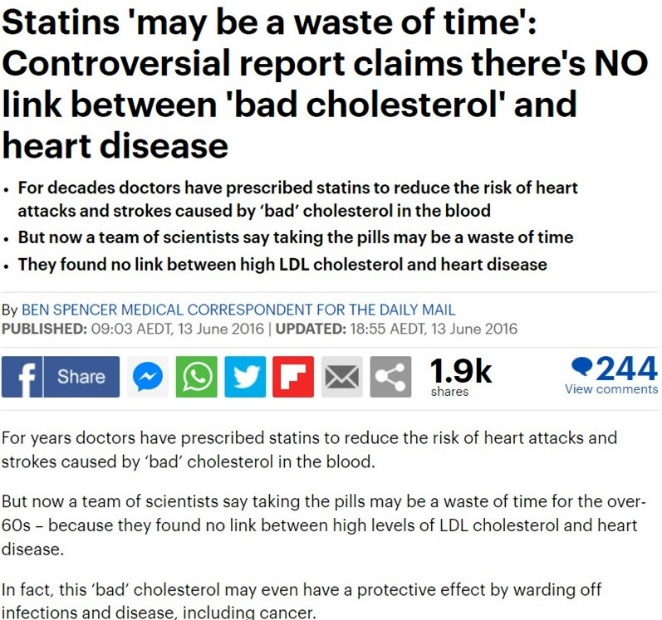 Statins 'may be a waste of time':
Controversial report claims there's NO
link between 'bad cholesterol' and
heart disease
• For decades doctors have prescribed statins to reduce the risk of heart
attacks and strokes caused by ‘bad’ cholesterol in the blood
• But now a team of scientists say taking the pills may be a waste of time
• They found no link between high LDL cholesterol and heart disease
By BEN SPENCER MEDICAL CORRESPONDENT FOR THE DAILY MAIL
PUBLISHED: 09:03 AEDT, 13 June 2016 | UPDATED: 18:55 AEDT, 13 June 2016
f Share 1.9k 244
shares View comments
For years doctors have prescribed statins to reduce the risk of heart attacks and
strokes caused by ‘bad’ cholesterol in the blood.
But now a team of scientists say taking the pills may be a waste of time for the over-
60s – because they found no link between high levels of LDL cholesterol and heart
disease.
In fact, this ‘bad’ cholesterol may even have a protective effect by warding off
infections and disease, including cancer.